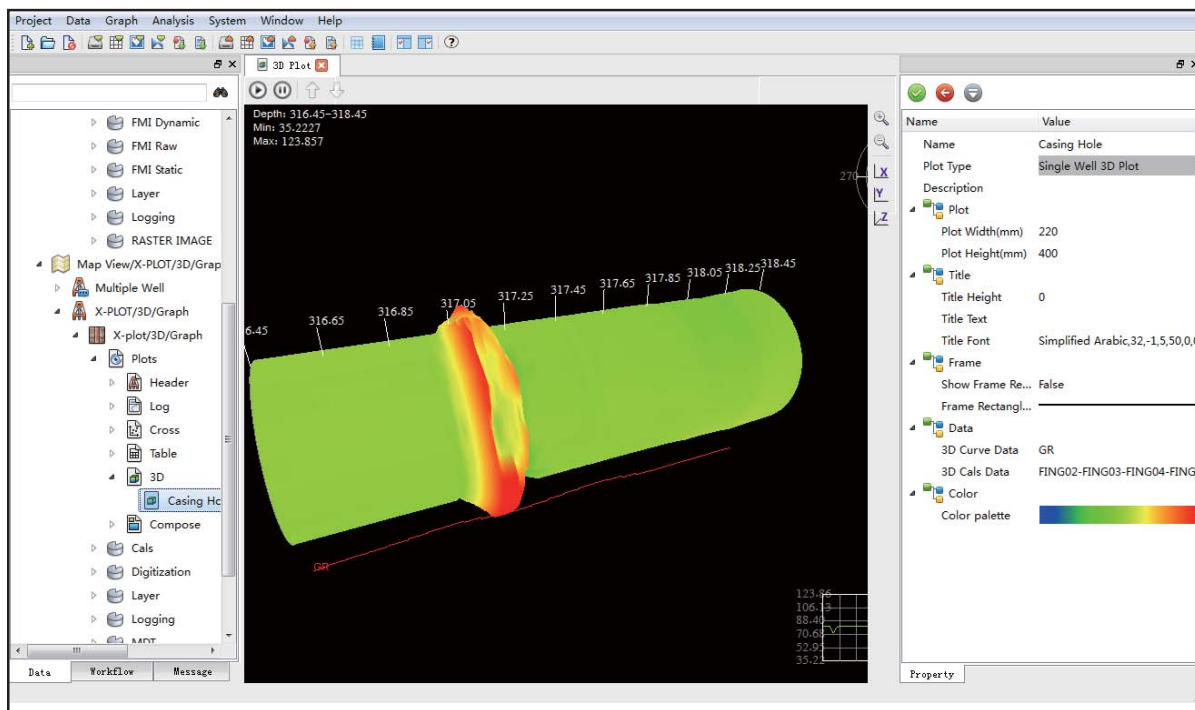 Project Data Graph Analysis System Window Help
3D Plot
FMI Dynamic
FMI Raw
FMI Static
Layer
Logging
RASTER IMAGE
Map View/X-PLOT/3D/Grap
Multiple Well
X-PLOT/3D/Graph
X-plot/3D/Graph
Plots
Header
Log
Cross
Table
3D
Casing Ho
Compose
Cals
Digitization
Layer
Logging
MDT
Data Workflow Message
Depth: 316.45-318.45
Min: 35.2227
Max: 123.857
270
X
Y
Z
6.45 316.65 316.85 317.05 317.25 317.45 317.65 317.85 318.05 318.25 318.45
GR
123.86
106.13
88.40
70.68
52.95
35.22
Name Value
Name Casing Hole
Plot Type Single Well 3D Plot
Description
Plot
Plot Width(mm) 220
Plot Height(mm) 400
Title
Title Height 0
Title Text
Title Font Simplified Arabic,32,-1,5,50,0,0
Frame
Show Frame Re... False
Frame Rectangl...
Data
3D Curve Data GR
3D Cals Data FING02-FING03-FING04-FING
Color
Color palette
Property